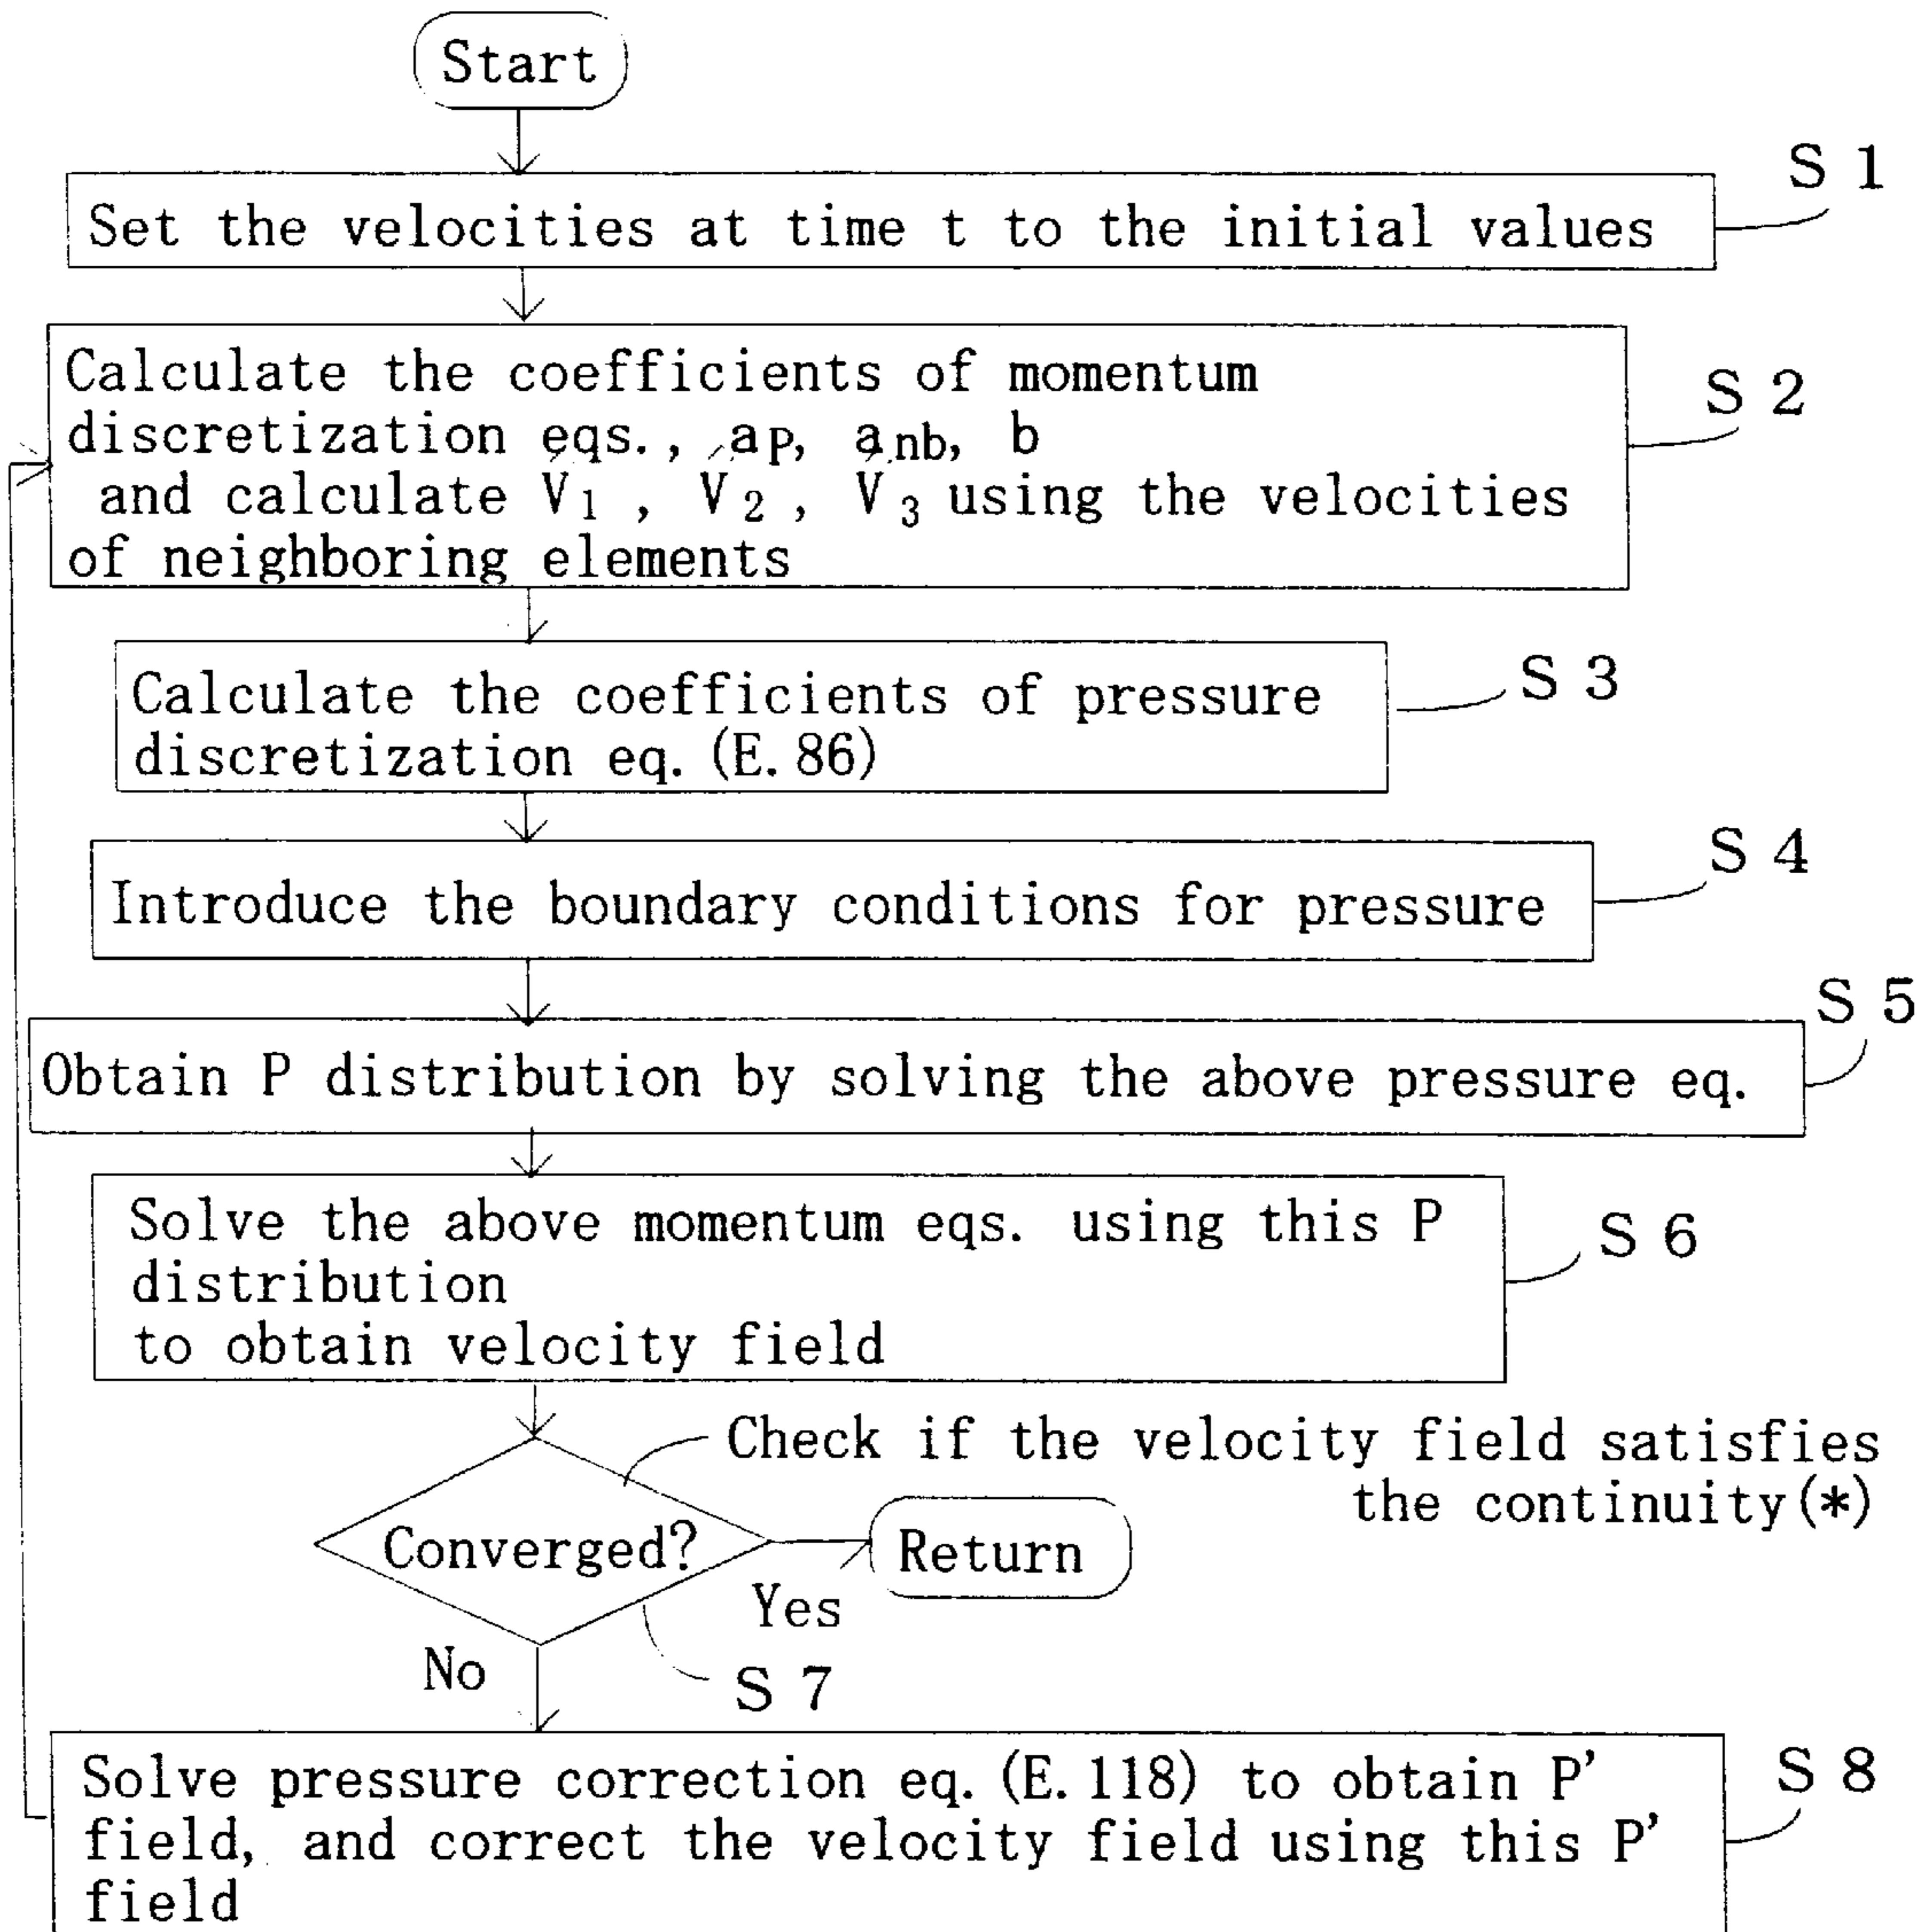 Start
S 1
Set the velocities at time t to the initial values
S 2
Calculate the coefficients of momentum
discretization eqs., aP, anb, b
and calculate V̂1, V̂2, V̂3 using the velocities
of neighboring elements
S 3
Calculate the coefficients of pressure
discretization eq. (E.86)
S 4
Introduce the boundary conditions for pressure
S 5
Obtain P distribution by solving the above pressure eq.
S 6
Solve the above momentum eqs. using this P
distribution
to obtain velocity field
Check if the velocity field satisfies
the continuity(*)
Converged?
Return
Yes
No
S 7
S 8
Solve pressure correction eq. (E.118) to obtain P'
field, and correct the velocity field using this P'
field